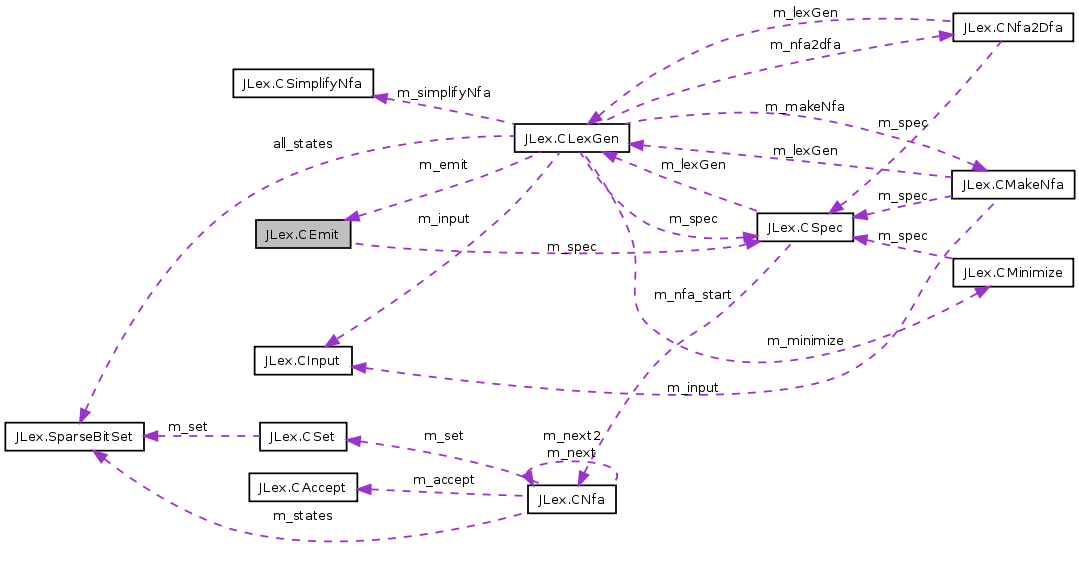 m_lexGen
JLex.CNfa2Dfa
m_nfa2dfa
JLex.CSimplifyNfa
m_simplifyNfa
m_makeNfa
m_spec
all_states
JLex.CLexGen
m_lexGen
m_emit
m_lexGen
JLex.CMakeNfa
m_spec
m_input
m_spec
JLex.CSpec
JLex.CEmit
m_spec
m_spec
JLex.CMinimize
m_nfa_start
m_minimize
JLex.CInput
m_input
m_set
m_set
m_next2
JLex.SparseBitSet
JLex.CSet
m_next
m_accept
JLex.CAccept
JLex.CNfa
m_states